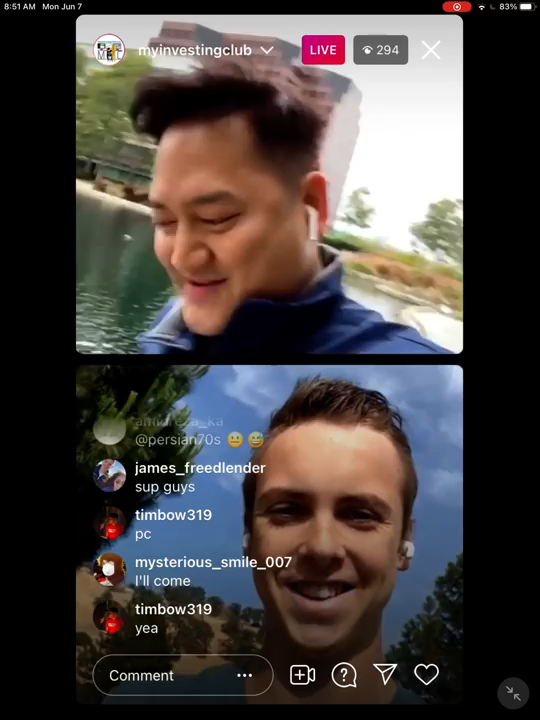 8:51 AM Mon Jun 7
83%
myinvestingclub
LIVE
294
@persian70s
james_freedlender
sup guys
timbow319
pc
mysterious_smile_007
I'll come
timbow319
yea
Comment